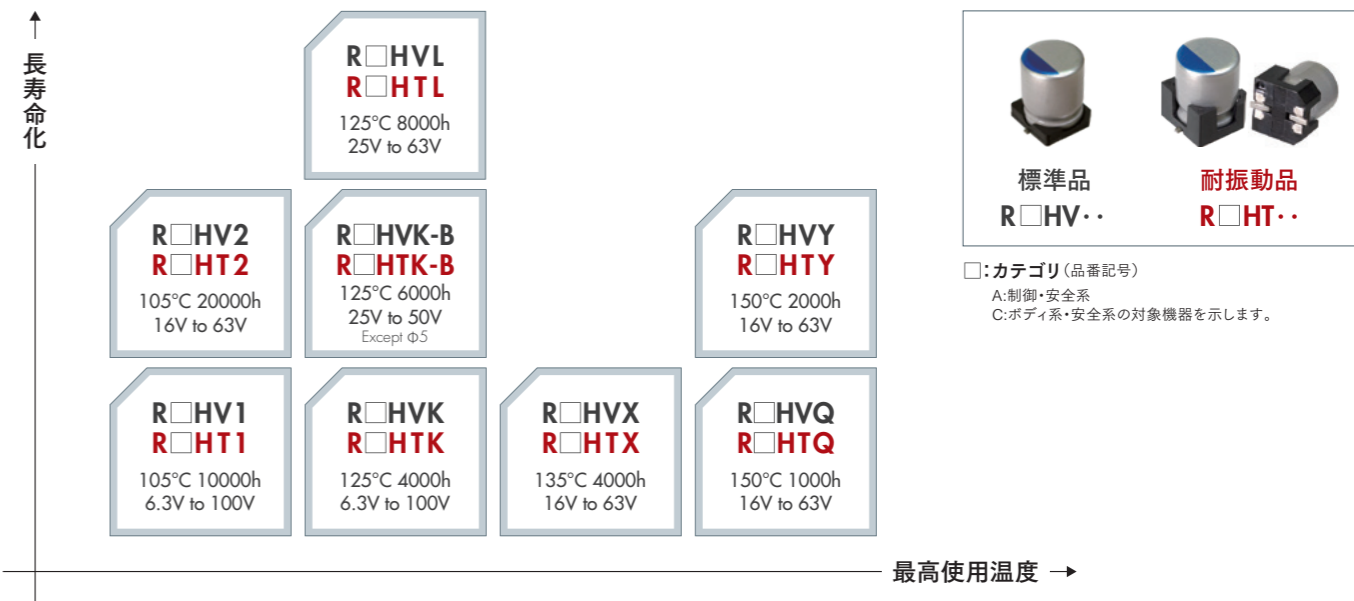 長寿命化
R□HVL
R□HTL
125°C 8000h
25V to 63V
R□HV2
R□HT2
105°C 20000h
16V to 63V
R□HVK-B
R□HTK-B
125°C 6000h
25V to 50V
Except Φ5
R□HVY
R□HTY
150°C 2000h
16V to 63V
R□HV1
R□HT1
105°C 10000h
6.3V to 100V
R□HVK
R□HTK
125°C 4000h
6.3V to 100V
R□HVX
R□HTX
135°C 4000h
16V to 63V
R□HVQ
R□HTQ
150°C 1000h
16V to 63V
最高使用温度 →
標準品
R□HV··
耐振動品
R□HT··
□:カテゴリ(品番記号)
A:制御・安全系
C:ボディ系・安全系の対象機器を示します。